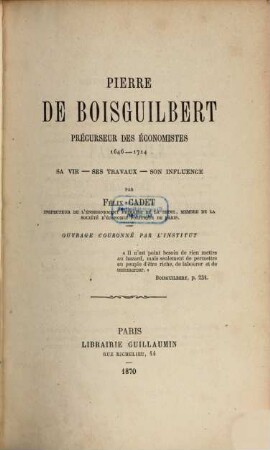 PIERRE
DE BOISGUILBERT
PRÉCURSEUR DES ÉCONOMISTES
1646—1714
SA VIE — SES TRAVAUX — SON INFLUENCE
PAR
FÉLIX CADET
MEMBRE DE LA
SOCIÉTÉ D'ÉCONOMIE POLITIQUE DE PARIS.
OUVRAGE COURONNÉ PAR L'INSTITUT
« Il n'est point besoin de rien mettre
au hasard, mais seulement de permettre
au peuple d'être riche, de labourer et de
commercer. »
BOISGUILBERT, p. 324.
PARIS
LIBRAIRIE GUILLAUMIN
RUE RICHELIEU, 14
1870